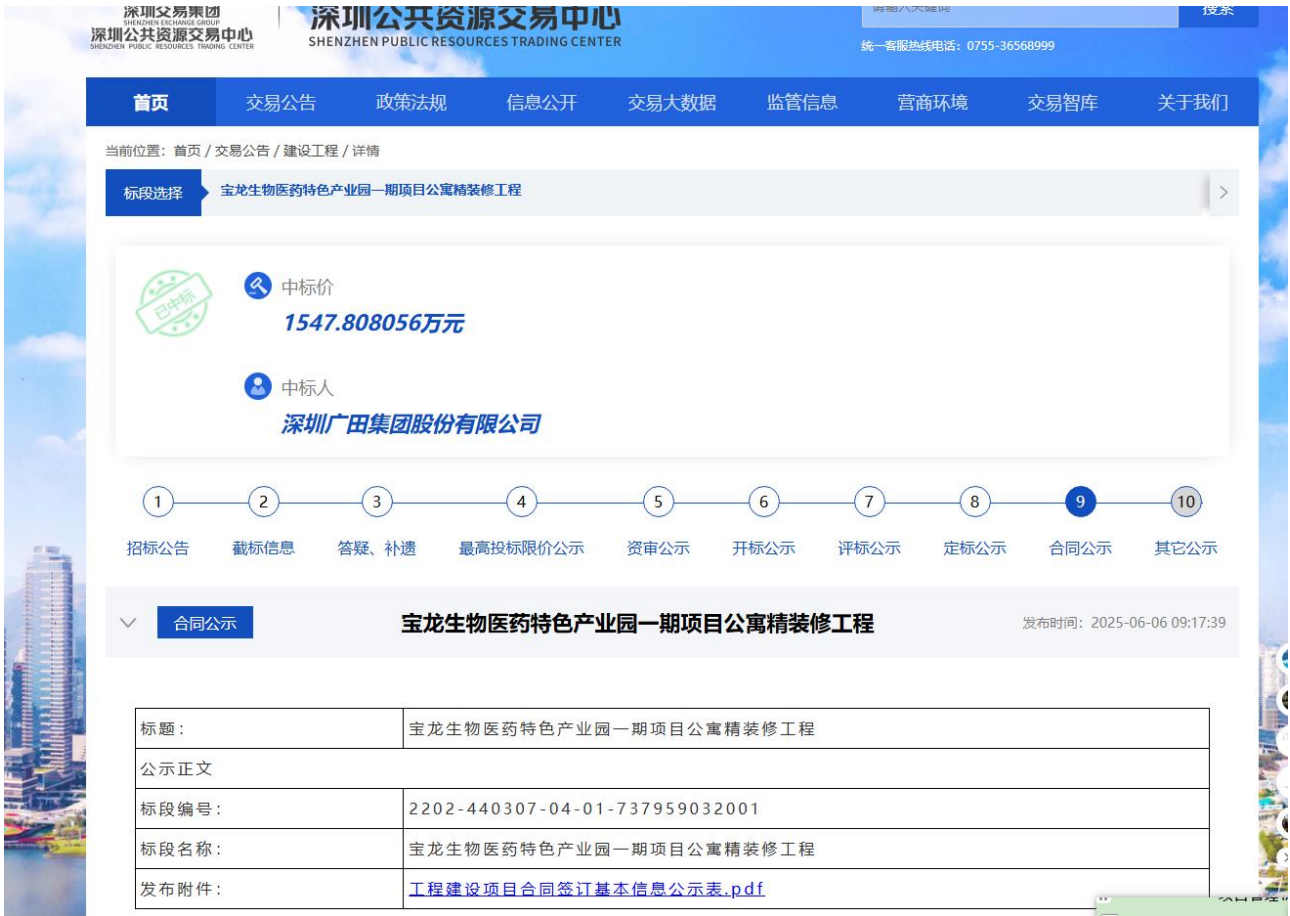 深圳交易集团
SHENZHEN EXCHANGE GROUP
深圳公共资源交易中心
SHENZHEN PUBLIC RESOURCES TRADING CENTER
深圳公共资源交易中心
SHENZHEN PUBLIC RESOURCES TRADING CENTER
请输入关键词
搜索
统一客服热线电话：0755-36568999
首页 交易公告 政策法规 信息公开 交易大数据 监管信息 营商环境 交易智库 关于我们
当前位置：首页 / 交易公告 / 建设工程 / 详情
标段选择 宝龙生物医药特色产业园一期项目公寓精装修工程
已中标
中标价
1547.808056万元
中标人
深圳广田集团股份有限公司
1 2 3 4 5 6 7 8 9 10
招标公告 截标信息 答疑、补遗 最高投标限价公示 资审公示 开标公示 评标公示 定标公示 合同公示 其它公示
合同公示 宝龙生物医药特色产业园一期项目公寓精装修工程 发布时间：2025-06-06 09:17:39
标题： 宝龙生物医药特色产业园一期项目公寓精装修工程
公示正文
标段编号： 2202-440307-04-01-737959032001
标段名称： 宝龙生物医药特色产业园一期项目公寓精装修工程
发布附件： 工程建设项目合同签订基本信息公示表.pdf